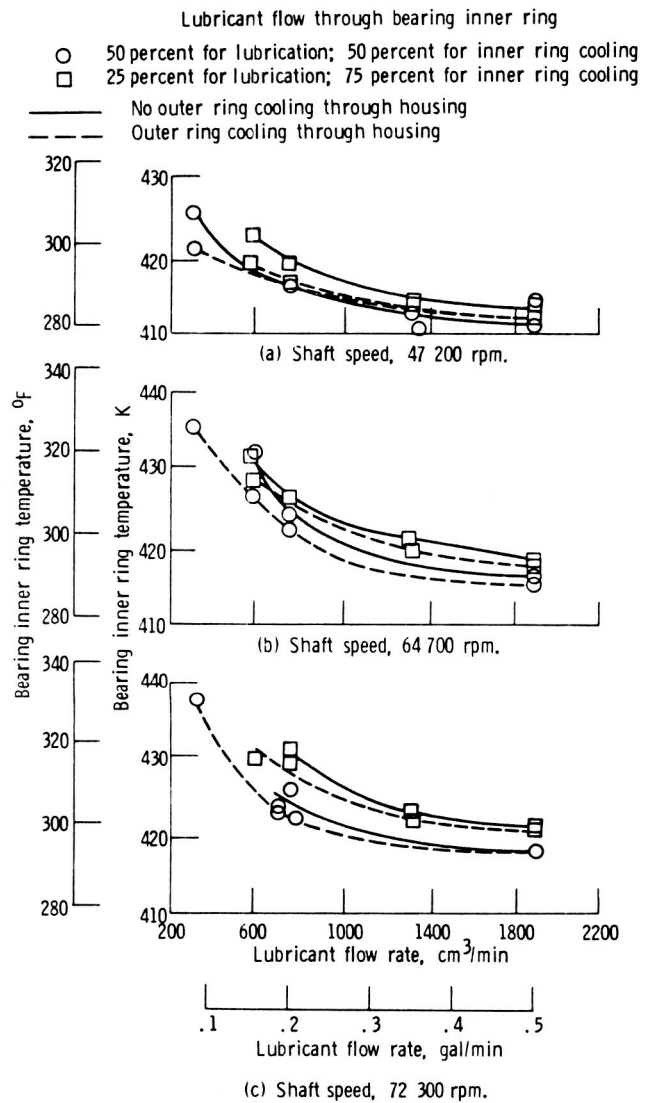 Lubricant flow through bearing inner ring
50 percent for lubrication; 50 percent for inner ring cooling
25 percent for lubrication; 75 percent for inner ring cooling
No outer ring cooling through housing
Outer ring cooling through housing
320
300
280
430
420
410
(a) Shaft speed, 47 200 rpm.
340
320
300
280
440
430
420
410
(b) Shaft speed, 64 700 rpm.
Bearing inner ring temperature, °F
Bearing inner ring temperature, K
340
320
300
280
440
430
420
410
200 600 1000 1400 1800 2200
Lubricant flow rate, cm³/min
.1 .2 .3 .4 .5
Lubricant flow rate, gal/min
(c) Shaft speed, 72 300 rpm.